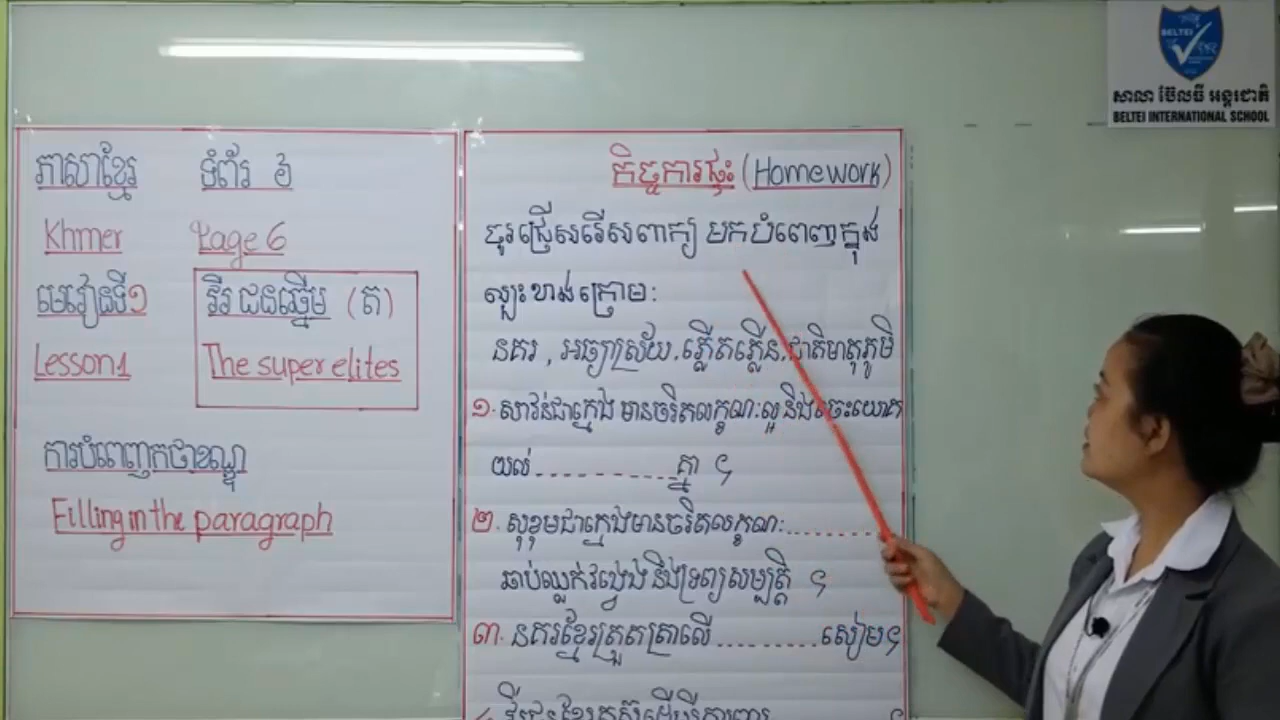 ភាសាខ្មែរ ទំព័រ ៦
Khmer Page 6
មេរៀនទី១ វីរជនឆ្នើម (ត)
Lesson1 The super elites
ការបំពេញកថាខណ្ឌ
Filling in the paragraph
កិច្ចការផ្ទះ (Homework)
ចូរជ្រើសរើសពាក្យ មកបំពេញក្នុង
ល្បះខាងក្រោម:
នគរ , អធ្យាស្រ័យ . ភ្លើតភ្លើន . ជាតិមាតុភូមិ
១. សាវន់ជាក្មេង មានចរិតលក្ខណៈល្អ និងចេះយោគ
យល់ .............. គ្នា ។
២. សុខុមជាក្មេងមានចរិតលក្ខណៈ ........
ឆាប់ឈ្លក់វង្វេង និងទ្រព្យសម្បត្តិ ។
៣. នគរខ្មែរត្រួតត្រាលើ .......... សៀម ។
BELTEI
សាលា ប៊ែលធី អន្តរជាតិ
BELTEI INTERNATIONAL SCHOOL